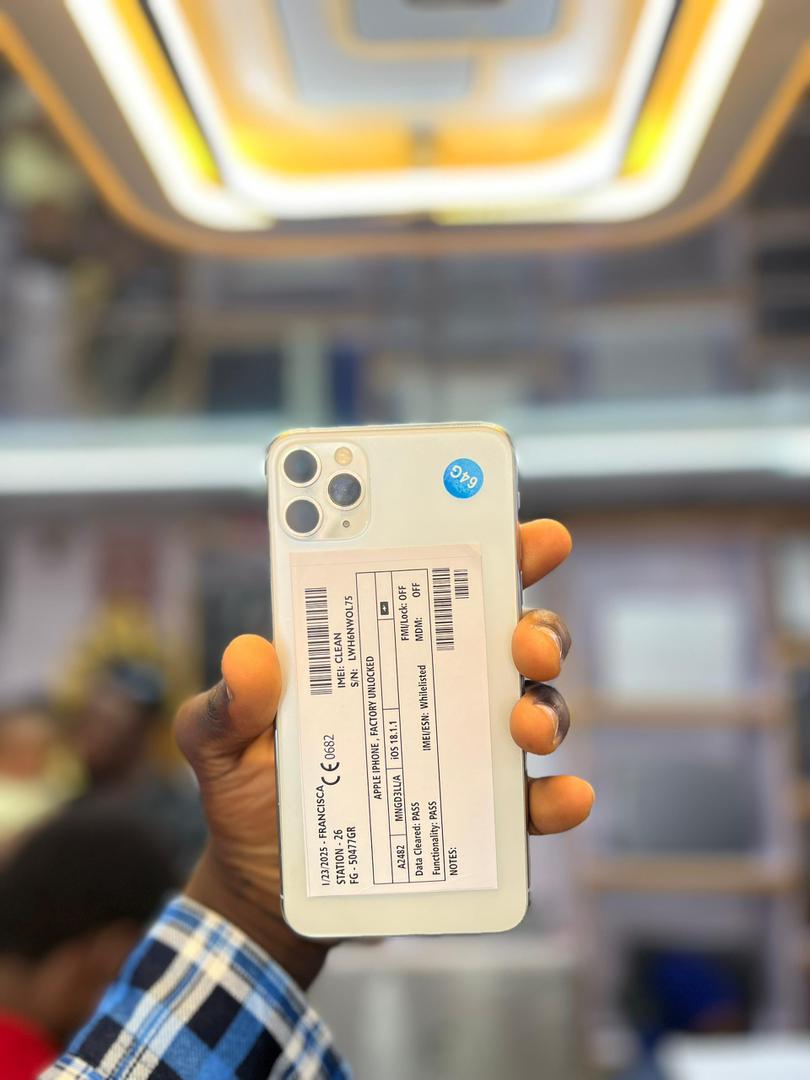 64G
1/23/2025 - FRANCISCA
STATION - 26
FG - 50477GR
CE 0682
IMEI: CLEAN
S/N: LWH6NWOL75
APPLE IPHONE, FACTORY UNLOCKED
A2482 MNGD3LL/A iOS 18.1.1
Data Cleared: PASS FMI/Lock: OFF
Functionality: PASS IMEI/ESN: Whilelisted MDM: OFF
NOTES: